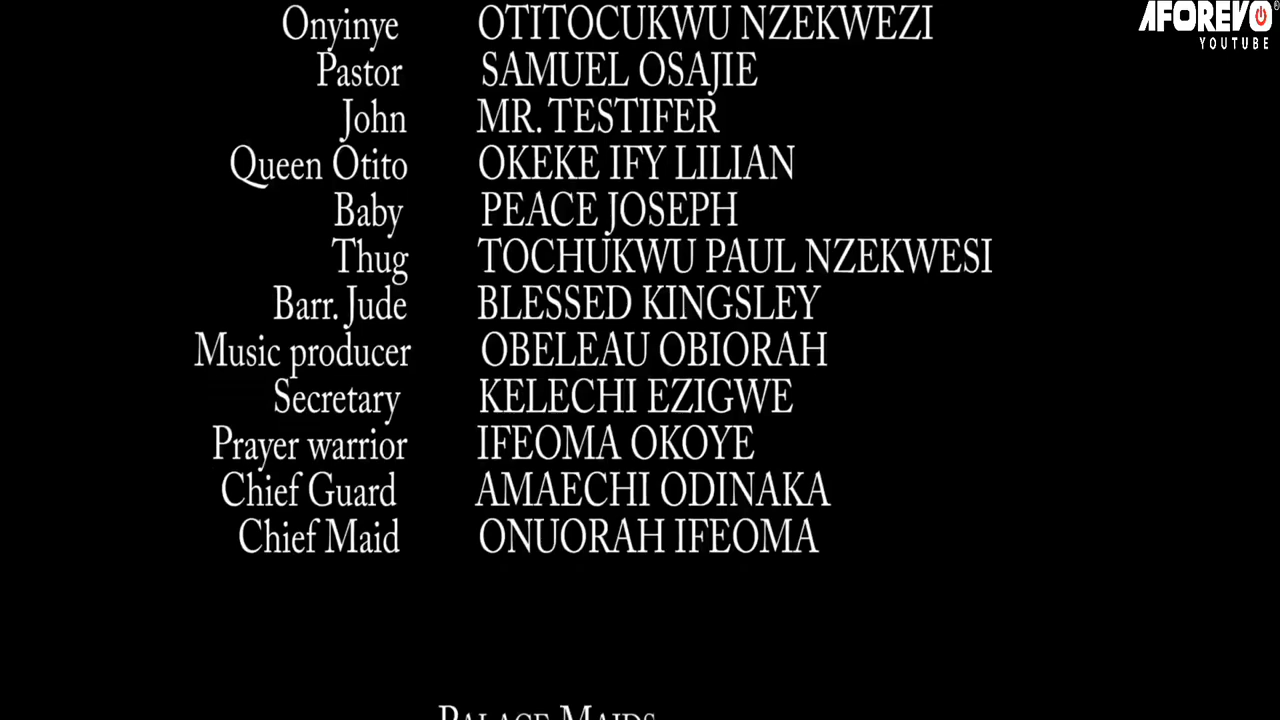 AFOREVO
YOUTUBE
Onyinye OTITOCUKWU NZEKWEZI
Pastor SAMUEL OSAJIE
John MR. TESTIFER
Queen Otito OKEKE IFY LILIAN
Baby PEACE JOSEPH
Thug TOCHUKWU PAUL NZEKWESI
Barr. Jude BLESSED KINGSLEY
Music producer OBELEAU OBIORAH
Secretary KELECHI EZIGWE
Prayer warrior IFEOMA OKOYE
Chief Guard AMAECHI ODINAKA
Chief Maid ONUORAH IFEOMA
PALACE MAIDS